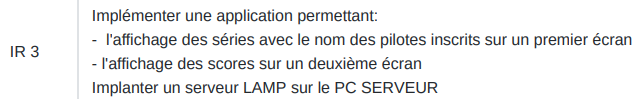 Implémenter une application permettant:
-  l'affichage des séries avec le nom des pilotes inscrits sur un premier écran
IR 3
- l'affichage des scores sur un deuxième écran
Implanter un serveur LAMP sur le PC SERVEUR